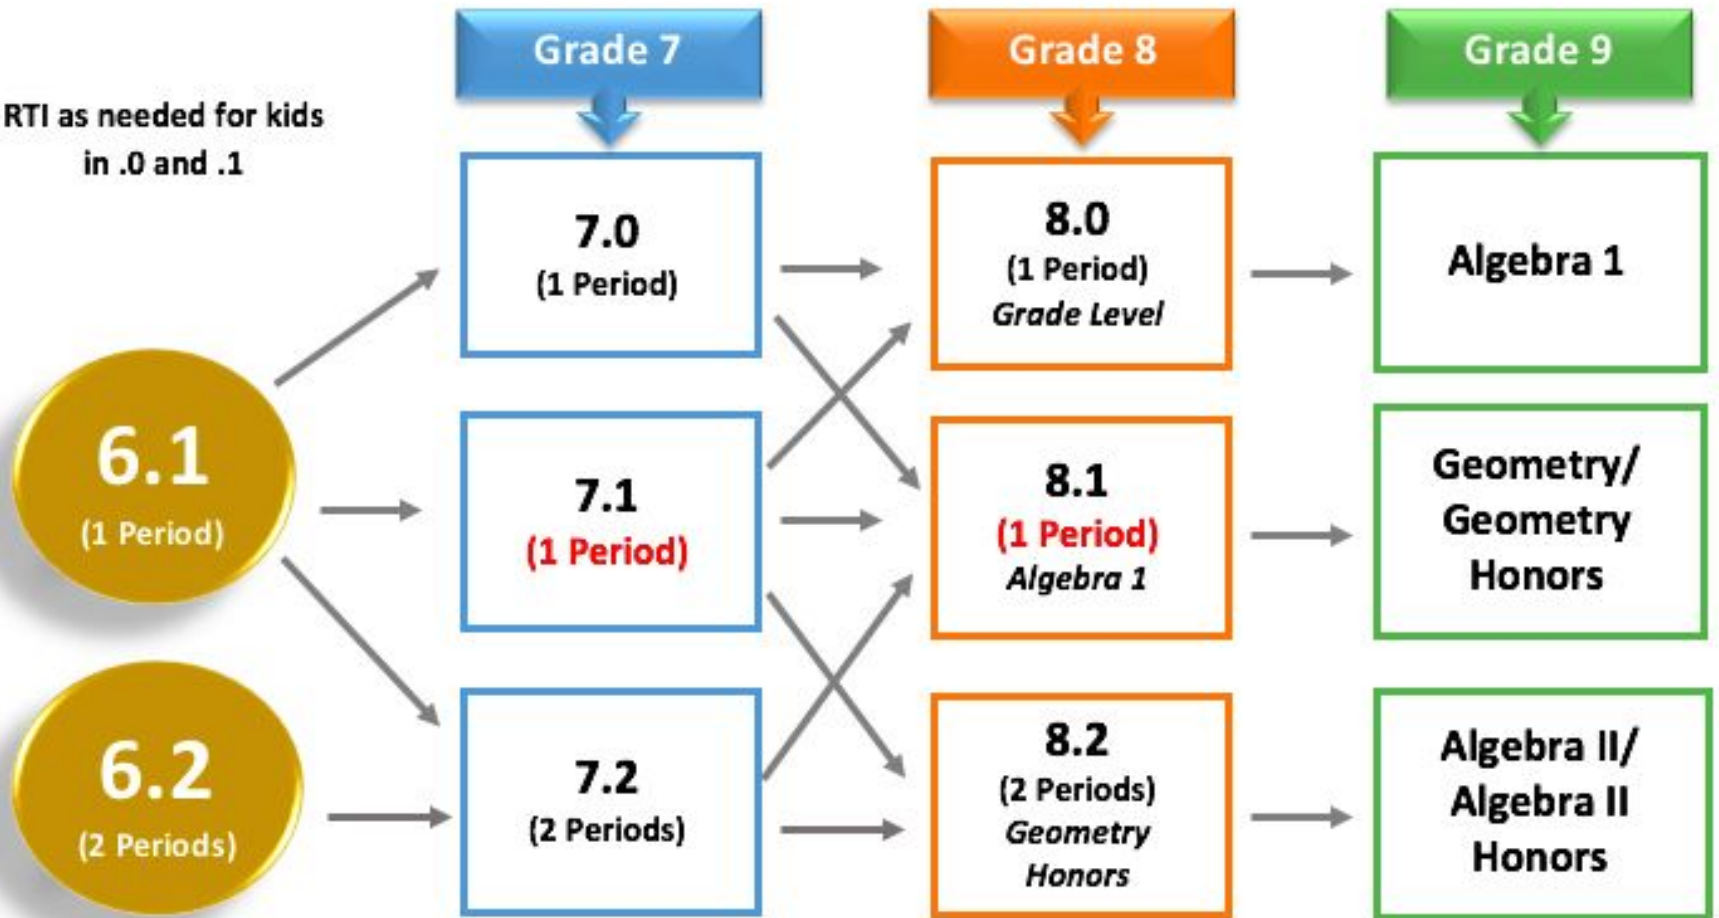 Grade 7
Grade 8
Grade 9
RTI as needed for kids
in .0 and .1
6.1
(1 Period)
6.2
(2 Periods)
7.0
(1 Period)
7.1
(1 Period)
7.2
(2 Periods)
8.0
(1 Period)
Grade Level
8.1
(1 Period)
Algebra 1
8.2
(2 Periods)
Geometry
Honors
Algebra 1
Geometry/
Geometry
Honors
Algebra II/
Algebra II
Honors